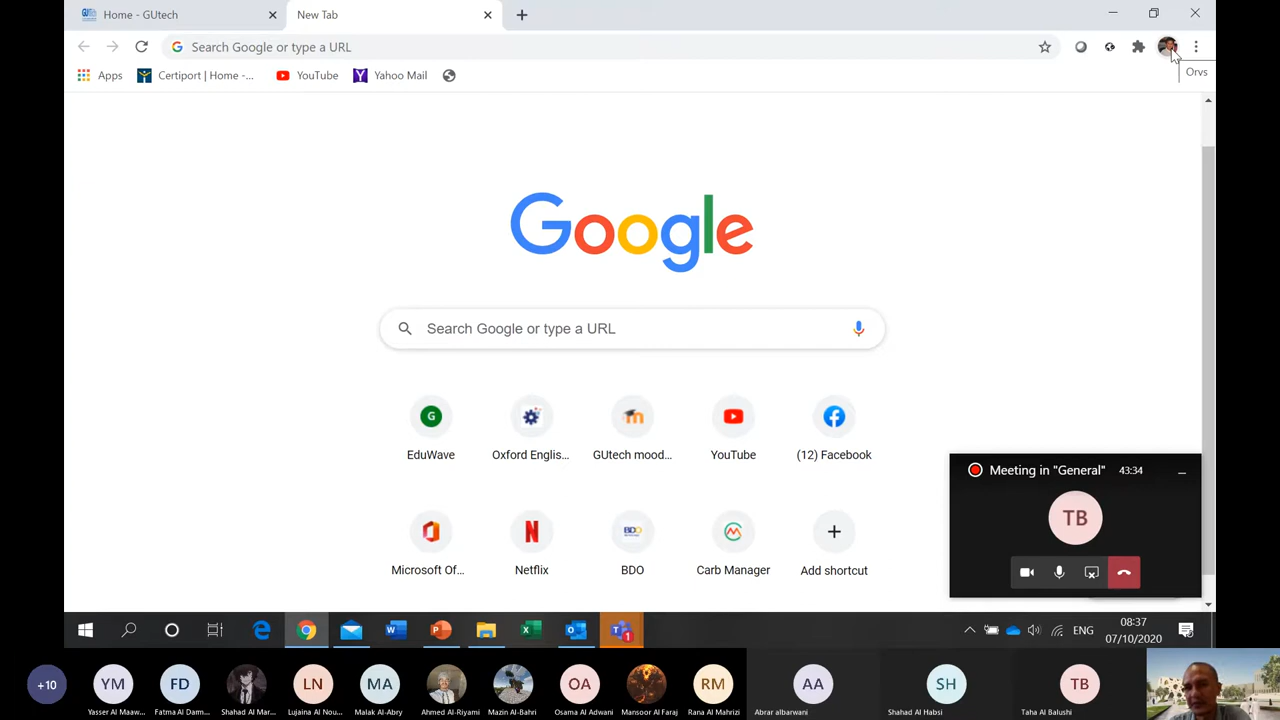 Home - GUtech
New Tab
Search Google or type a URL
Orvs
Apps
Certiport | Home -...
YouTube
Yahoo Mail
Google
Search Google or type a URL
G
EduWave
Oxford Englis...
GUtech mood...
YouTube
(12) Facebook
BDO
Microsoft Of...
Netflix
BDO
Carb Manager
Add shortcut
Meeting in "General"
43:34
TB
1
ENG
08:37
07/10/2020
+10
YM
FD
LN
MA
OA
RM
AA
SH
TB
Yasser Al Maaw...
Fatma Al Darm...
Shahad Al Mar...
Lujaina Al Nou...
Malak Al-Abry
Ahmed Al-Riyami
Mazin Al-Bahri
Osama Al Adwani
Mansoor Al Faraj
Rana Al Mahrizi
Abrar albarwani
Shahad Al Habsi
Taha Al Balushi